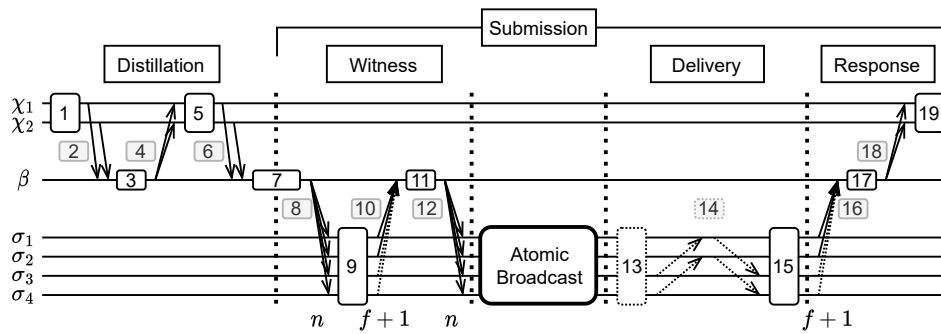 Submission
Distillation Witness Delivery Response
χ1 1 5 19
χ2
2 4 6 18
β 3 7 11 17
8 10 12 14 16
σ1
σ2 9 Atomic Broadcast 13 15
σ3
σ4
n f + 1 n f + 1